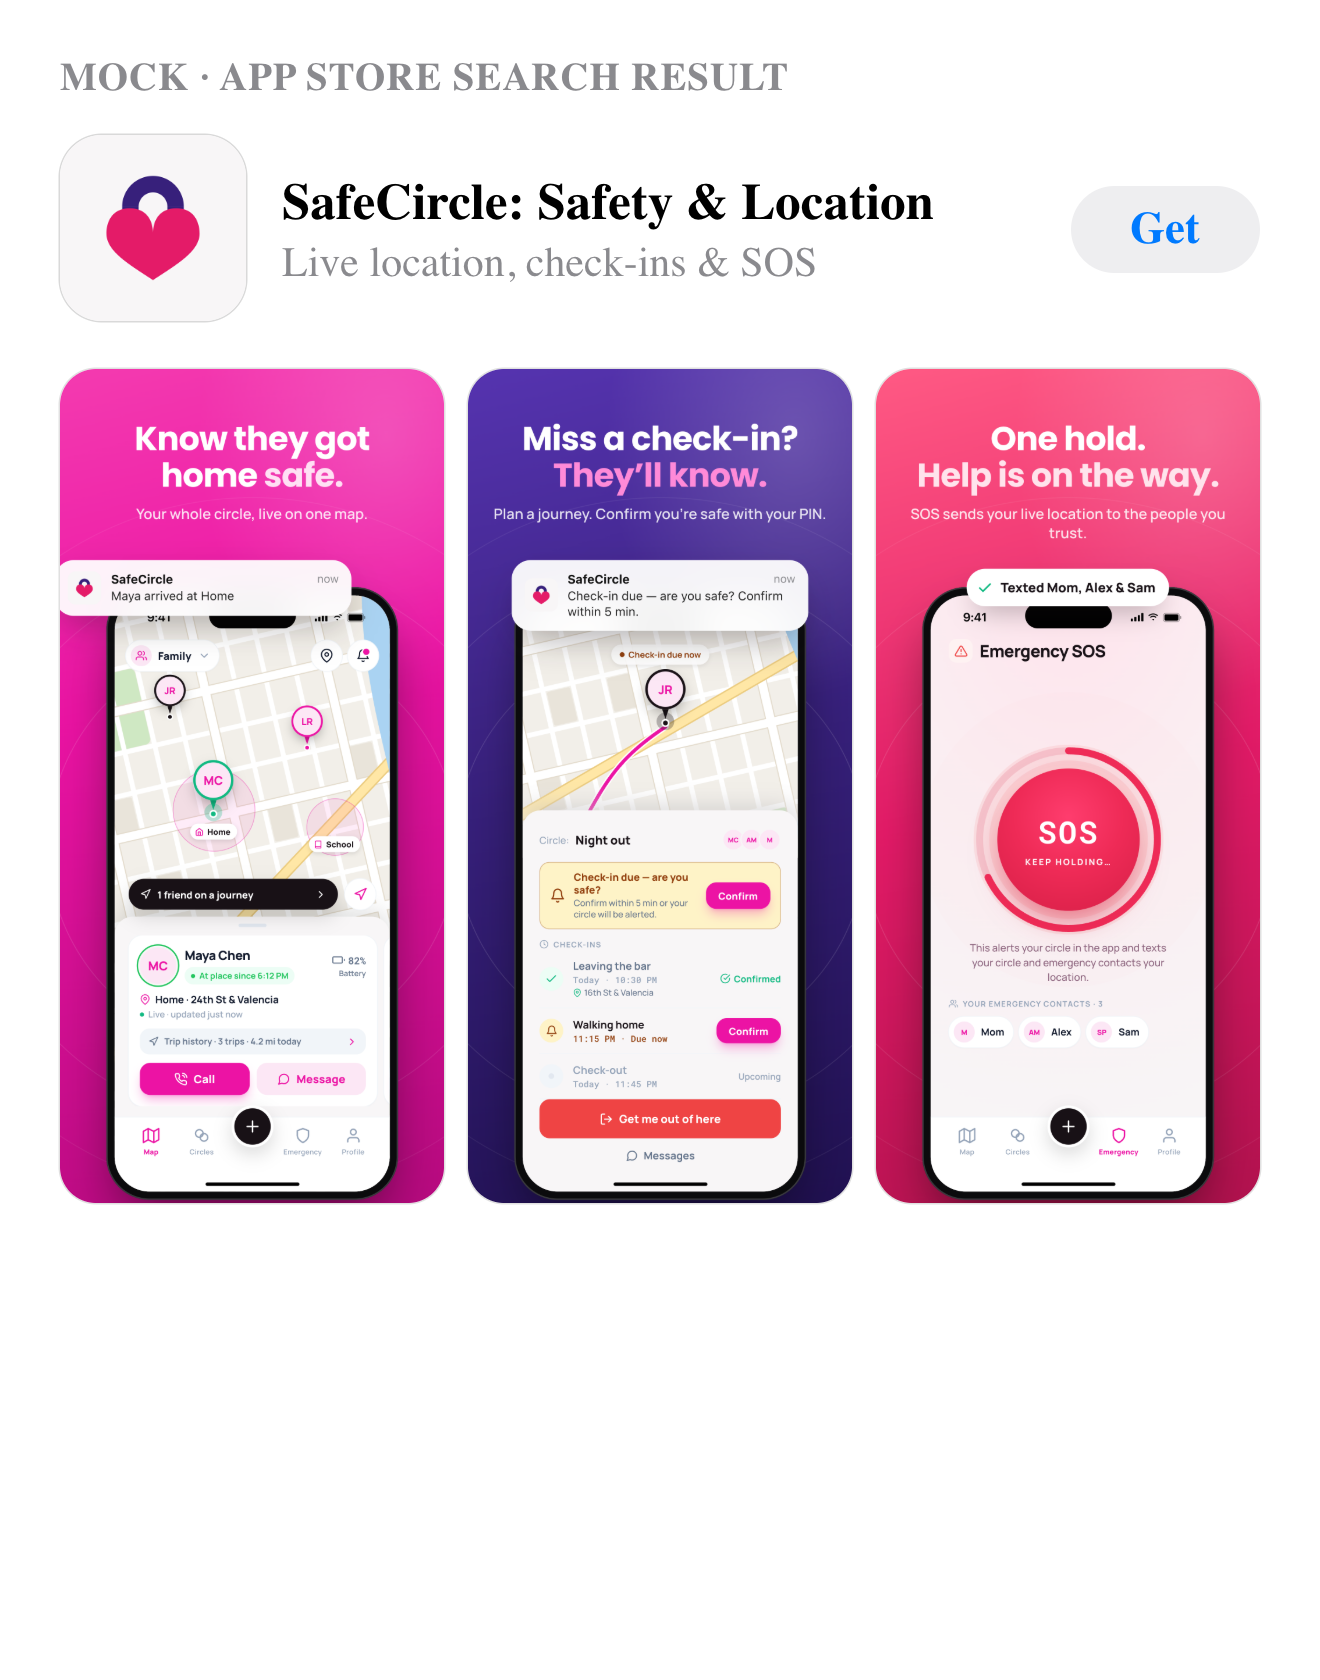 MOCK · APP STORE SEARCH RESULT
SafeCircle: Safety & Location
Live location, check-ins & SOS
Get
Know they got
home safe.
Your whole circle, live on one map.
SafeCircle
now
Maya arrived at Home
9:41
Family
JR
LR
MC
Home
School
1 friend on a journey
MC
Maya Chen
At place since 6:12 PM
82%
Battery
Home · 24th St & Valencia
Live · updated just now
Trip history · 3 trips · 4.2 mi today
Call
Message
Map
Circles
Emergency
Profile
Miss a check-in?
They'll know.
Plan a journey. Confirm you're safe with your PIN.
SafeCircle
now
Check-in due — are you safe? Confirm
within 5 min.
Check-in due now
JR
Circle: Night out
MC AM M
Check-in due — are you
safe?
Confirm within 5 min or your
circle will be alerted.
Confirm
CHECK-INS
Leaving the bar
Today · 10:30 PM
16th St & Valencia
Confirmed
Walking home
11:15 PM · Due now
Confirm
Check-out
Today · 11:45 PM
Upcoming
Get me out of here
Messages
One hold.
Help is on the way.
SOS sends your live location to the people you
trust.
Texted Mom, Alex & Sam
9:41
Emergency SOS
SOS
KEEP HOLDING…
This alerts your circle in the app and texts
your circle and emergency contacts your
location.
YOUR EMERGENCY CONTACTS · 3
M Mom
AM Alex
SP Sam
Map
Circles
Emergency
Profile